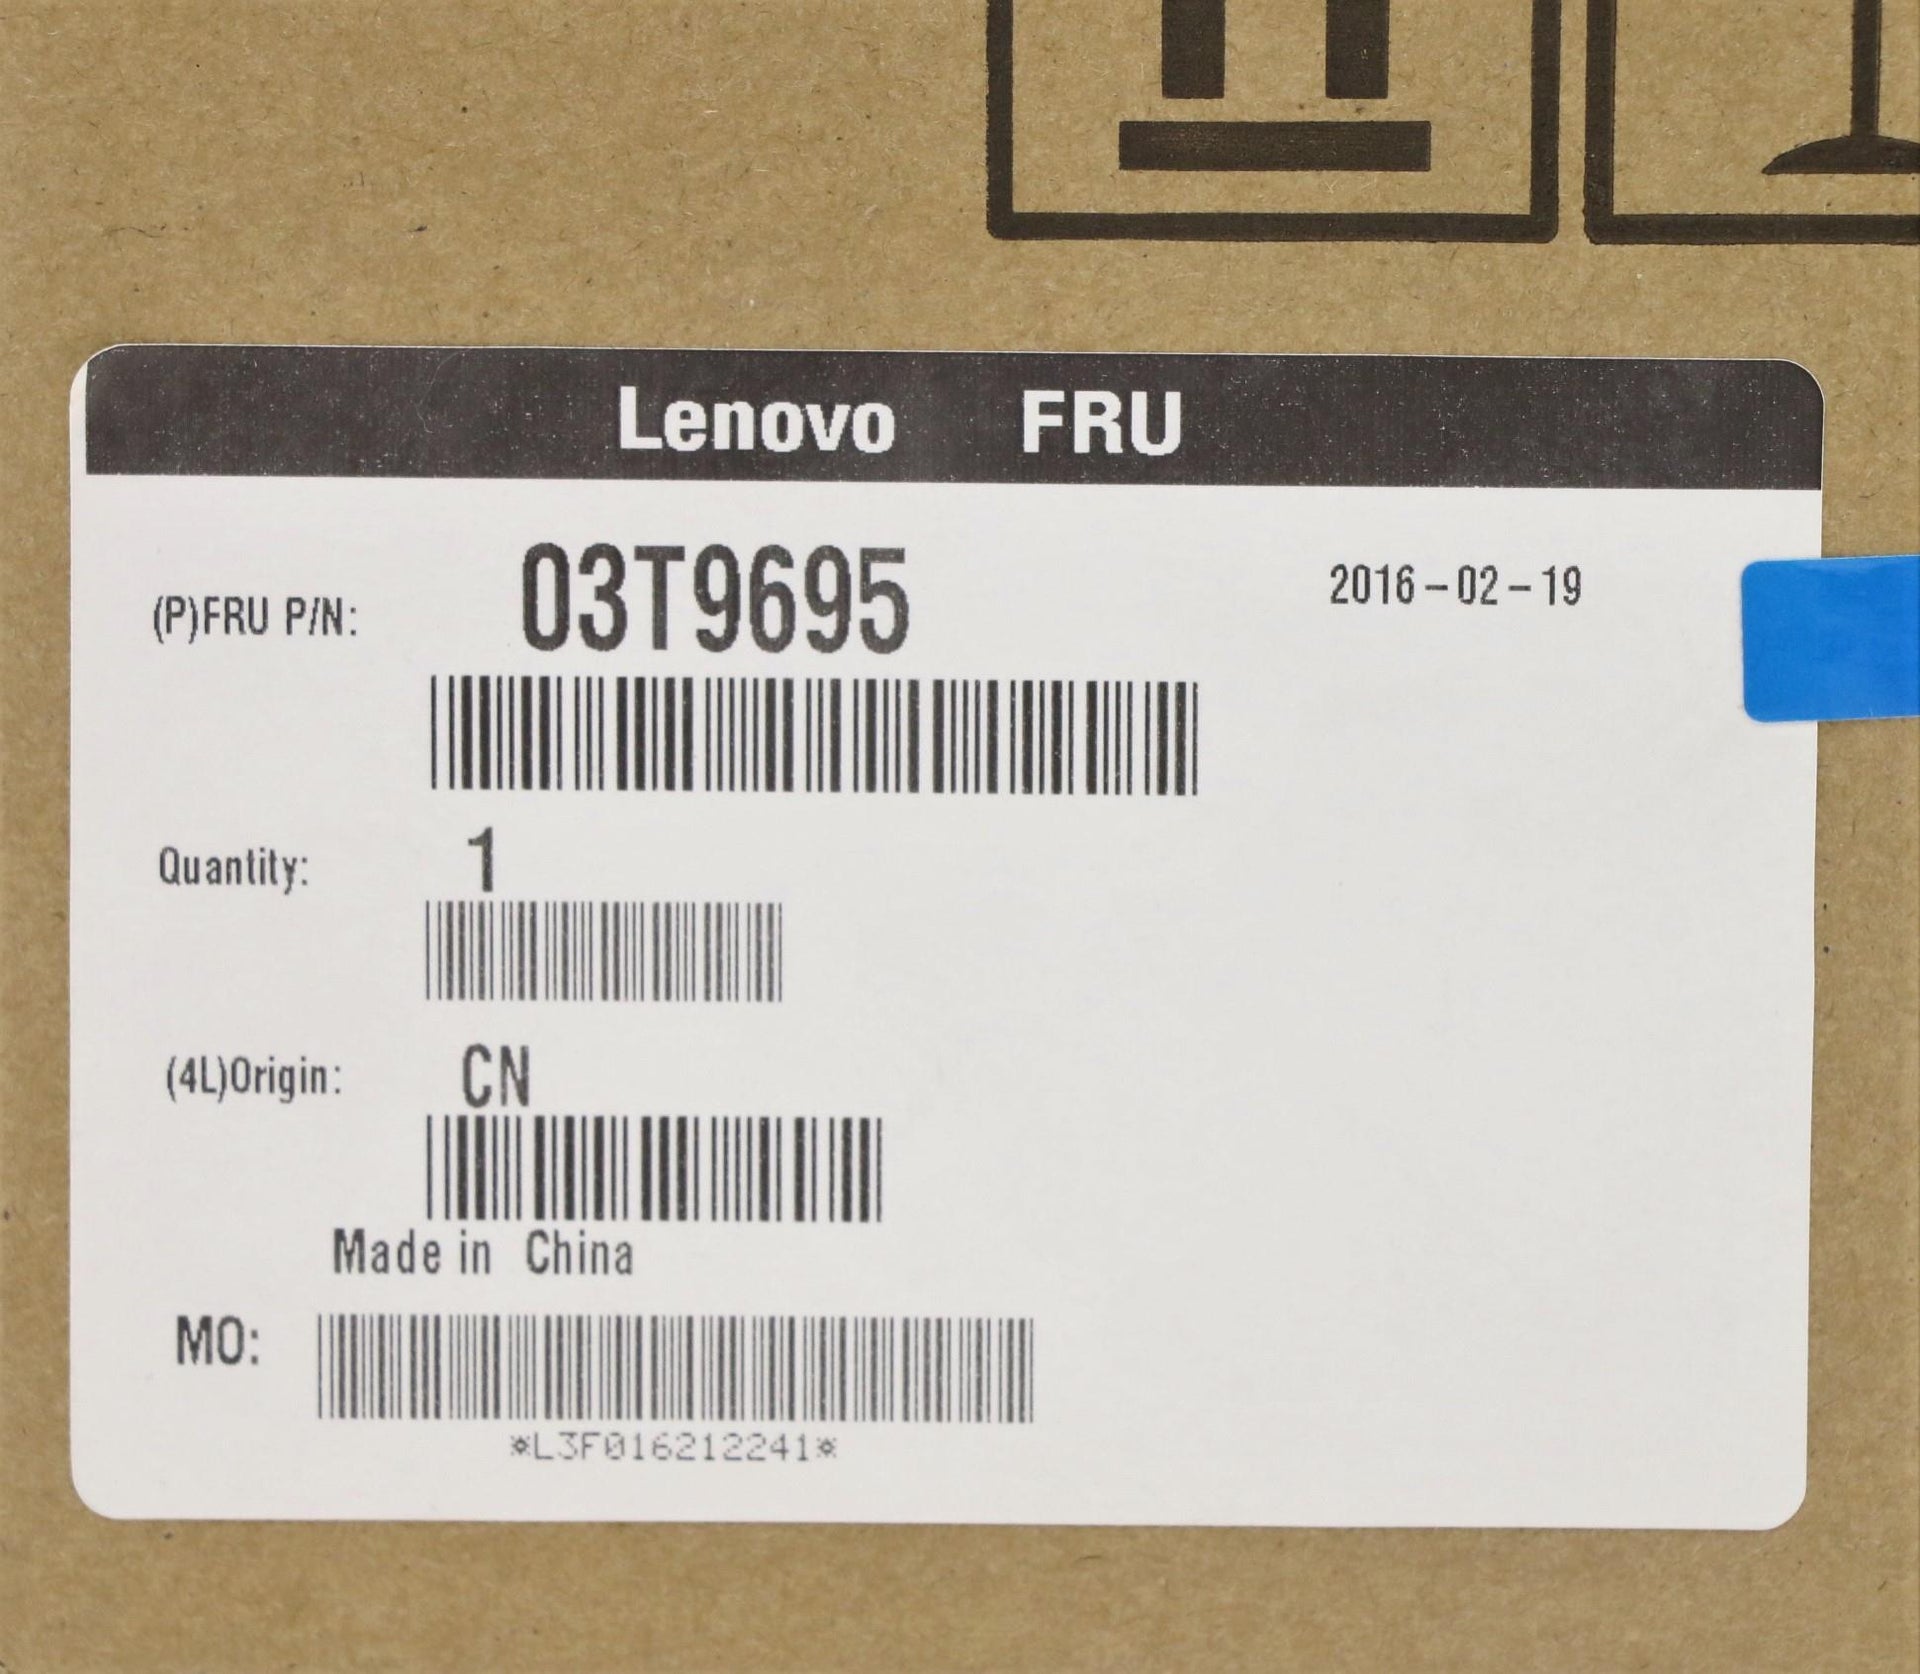 Lenovo FRU
(P)FRU P/N: 03T9695 2016-02-19
Quantity: 1
(4L)Origin: CN
Made in China
MO:
*L3F016212241*